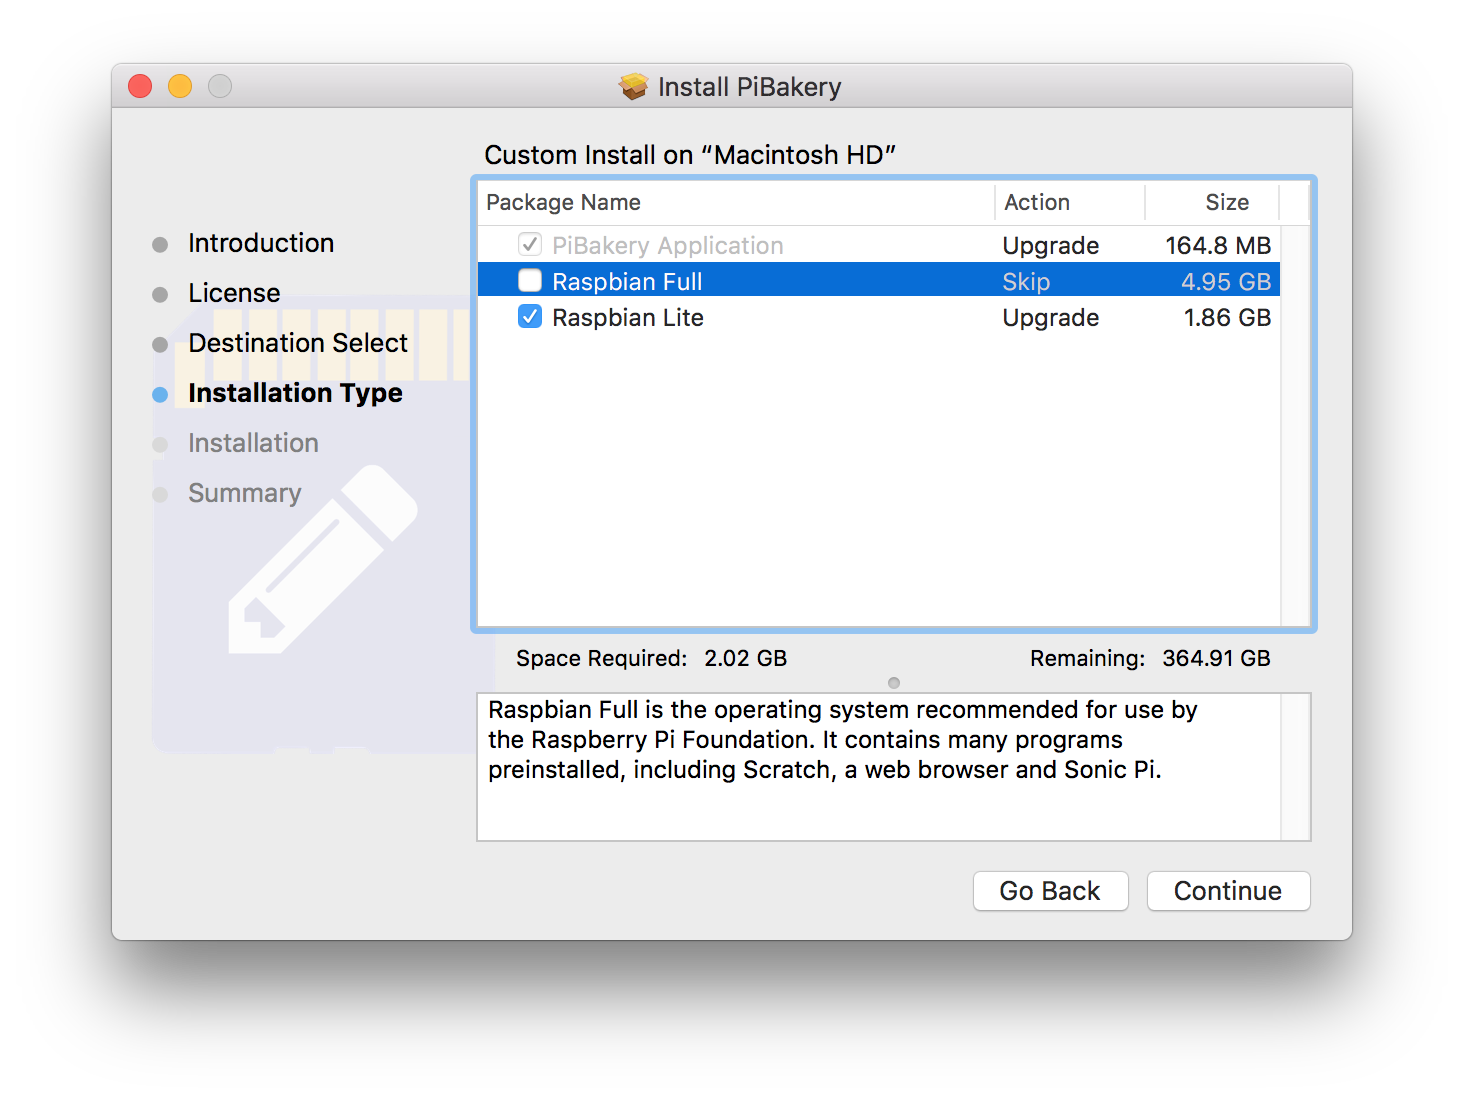 Install PiBakery
Custom Install on “Macintosh HD”
Introduction
License
Destination Select
Installation Type
Installation
Summary
Package Name Action Size
PiBakery Application Upgrade 164.8 MB
Raspbian Full Skip 4.95 GB
Raspbian Lite Upgrade 1.86 GB
Space Required: 2.02 GB Remaining: 364.91 GB
Raspbian Full is the operating system recommended for use by
the Raspberry Pi Foundation. It contains many programs
preinstalled, including Scratch, a web browser and Sonic Pi.
Go Back Continue